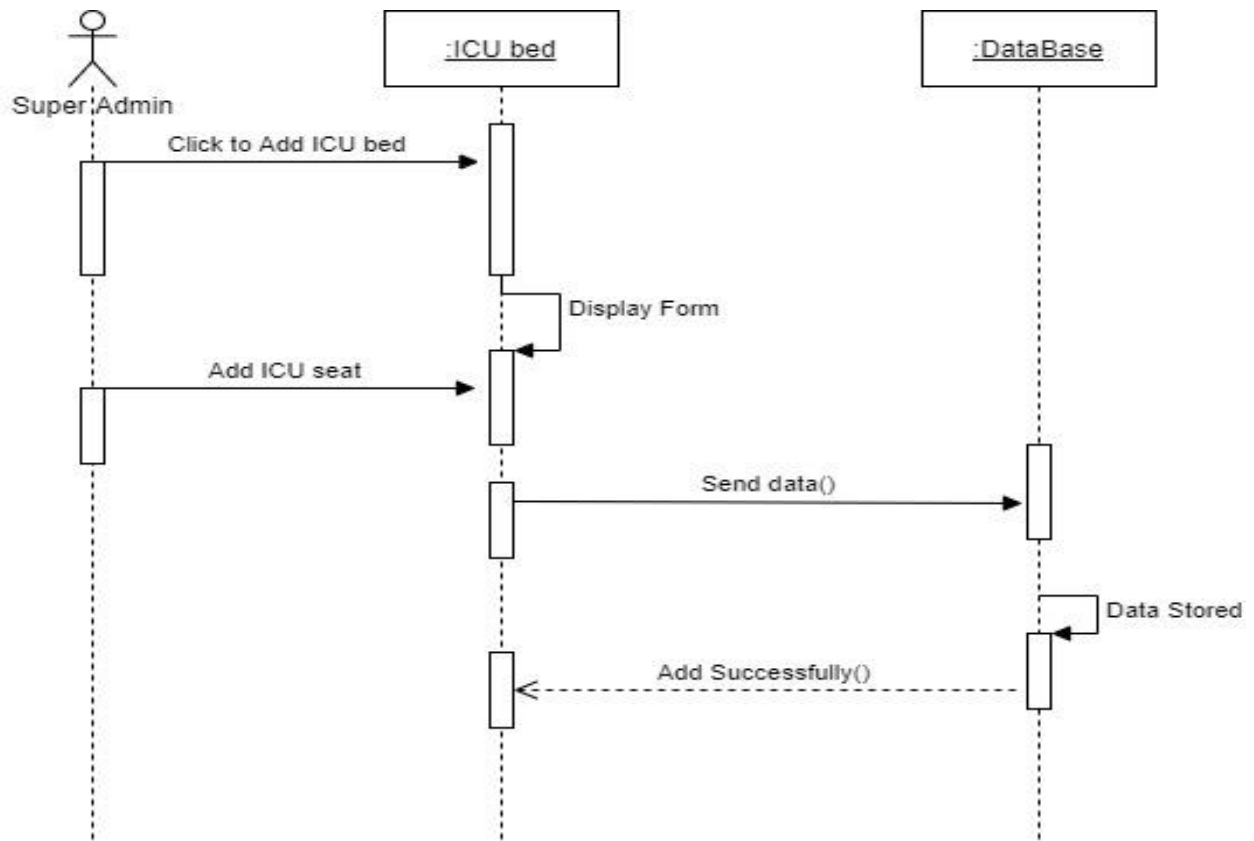 :ICU bed
:DataBase
Super Admin
Click to Add ICU bed
Display Form
Add ICU seat
Send data()
Data Stored
Add Successfully()